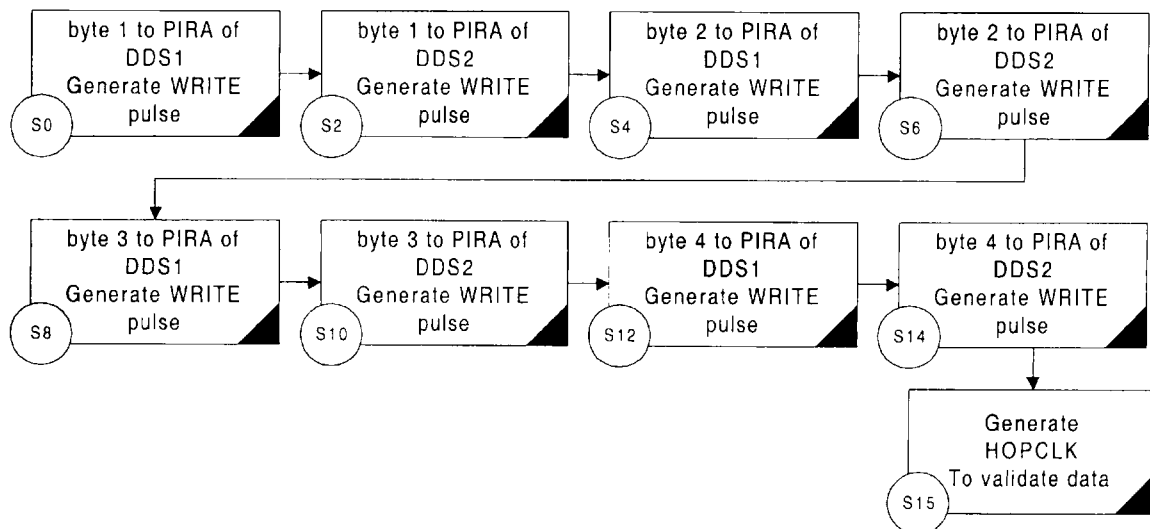 byte 1 to PIRA of
DDS1
Generate WRITE
pulse
S0
byte 1 to PIRA of
DDS2
Generate WRITE
pulse
S2
byte 2 to PIRA of
DDS1
Generate WRITE
pulse
S4
byte 2 to PIRA of
DDS2
Generate WRITE
pulse
S6
byte 3 to PIRA of
DDS1
Generate WRITE
pulse
S8
byte 3 to PIRA of
DDS2
Generate WRITE
pulse
S10
byte 4 to PIRA of
DDS1
Generate WRITE
pulse
S12
byte 4 to PIRA of
DDS2
Generate WRITE
pulse
S14
Generate
HOPCLK
To validate data
S15